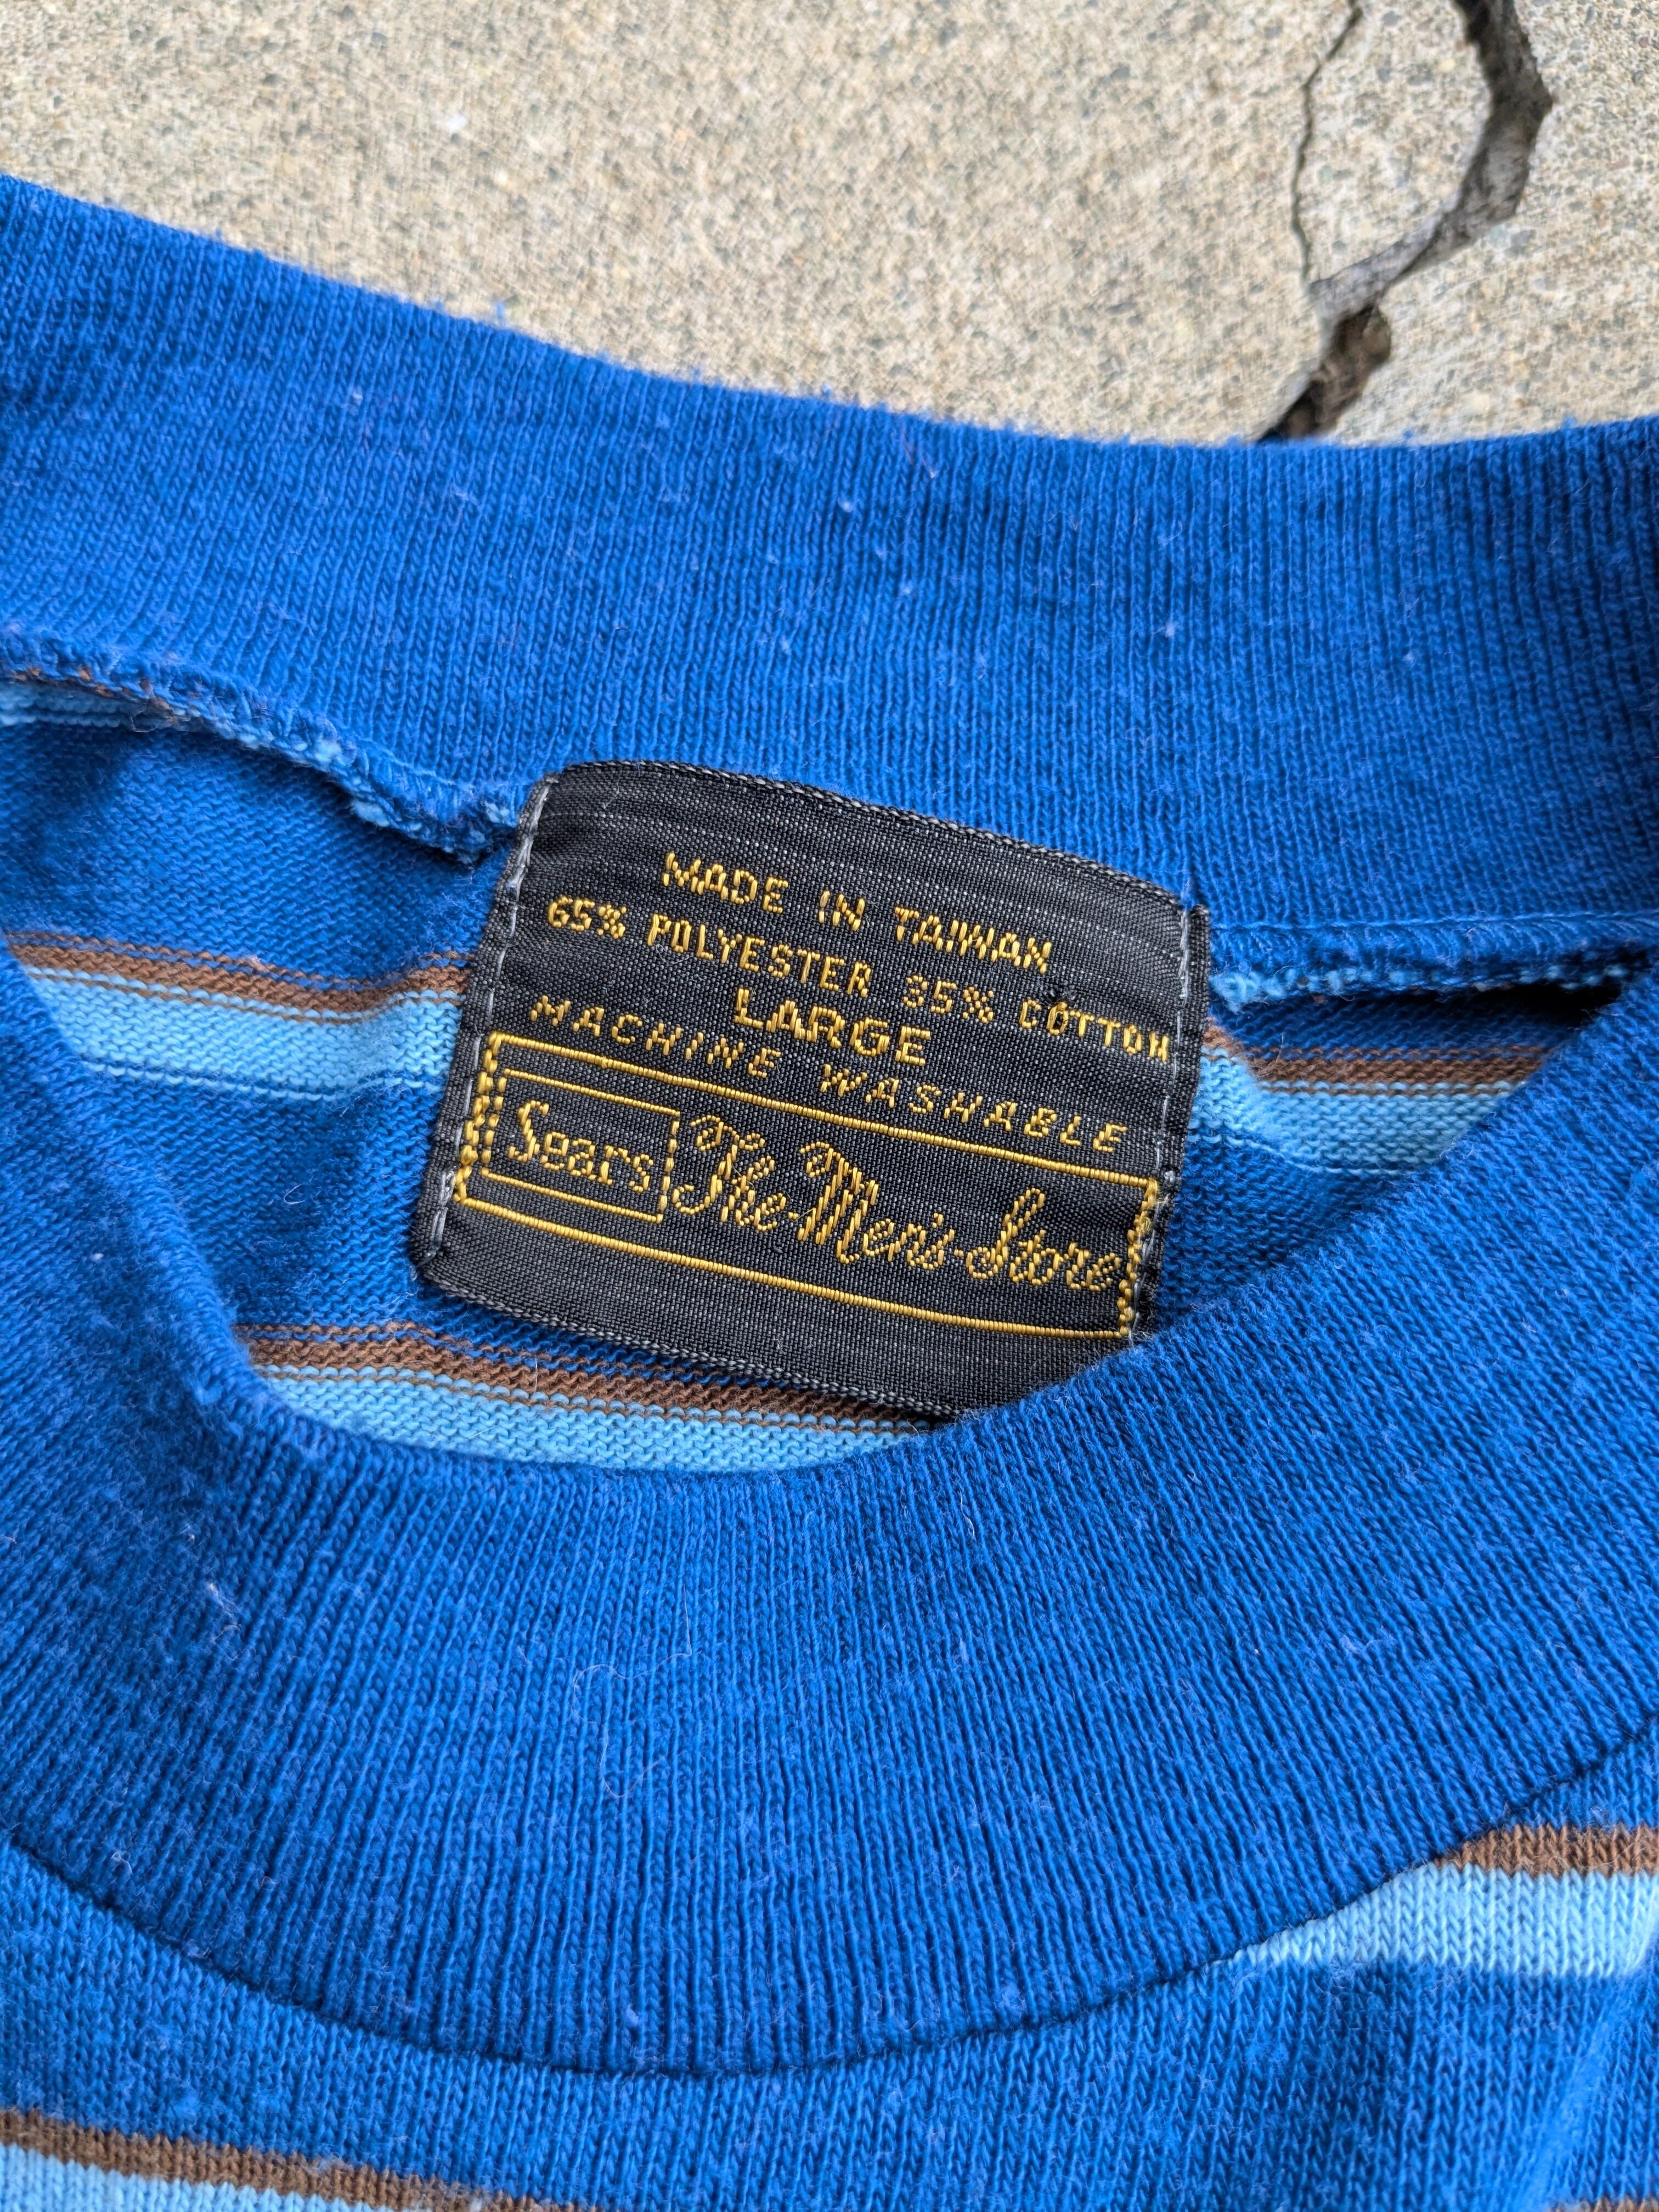 MADE IN TAIWAN
65% POLYESTER 35% COTTON
LARGE
MACHINE WASHABLE
Sears The-Men's-Store